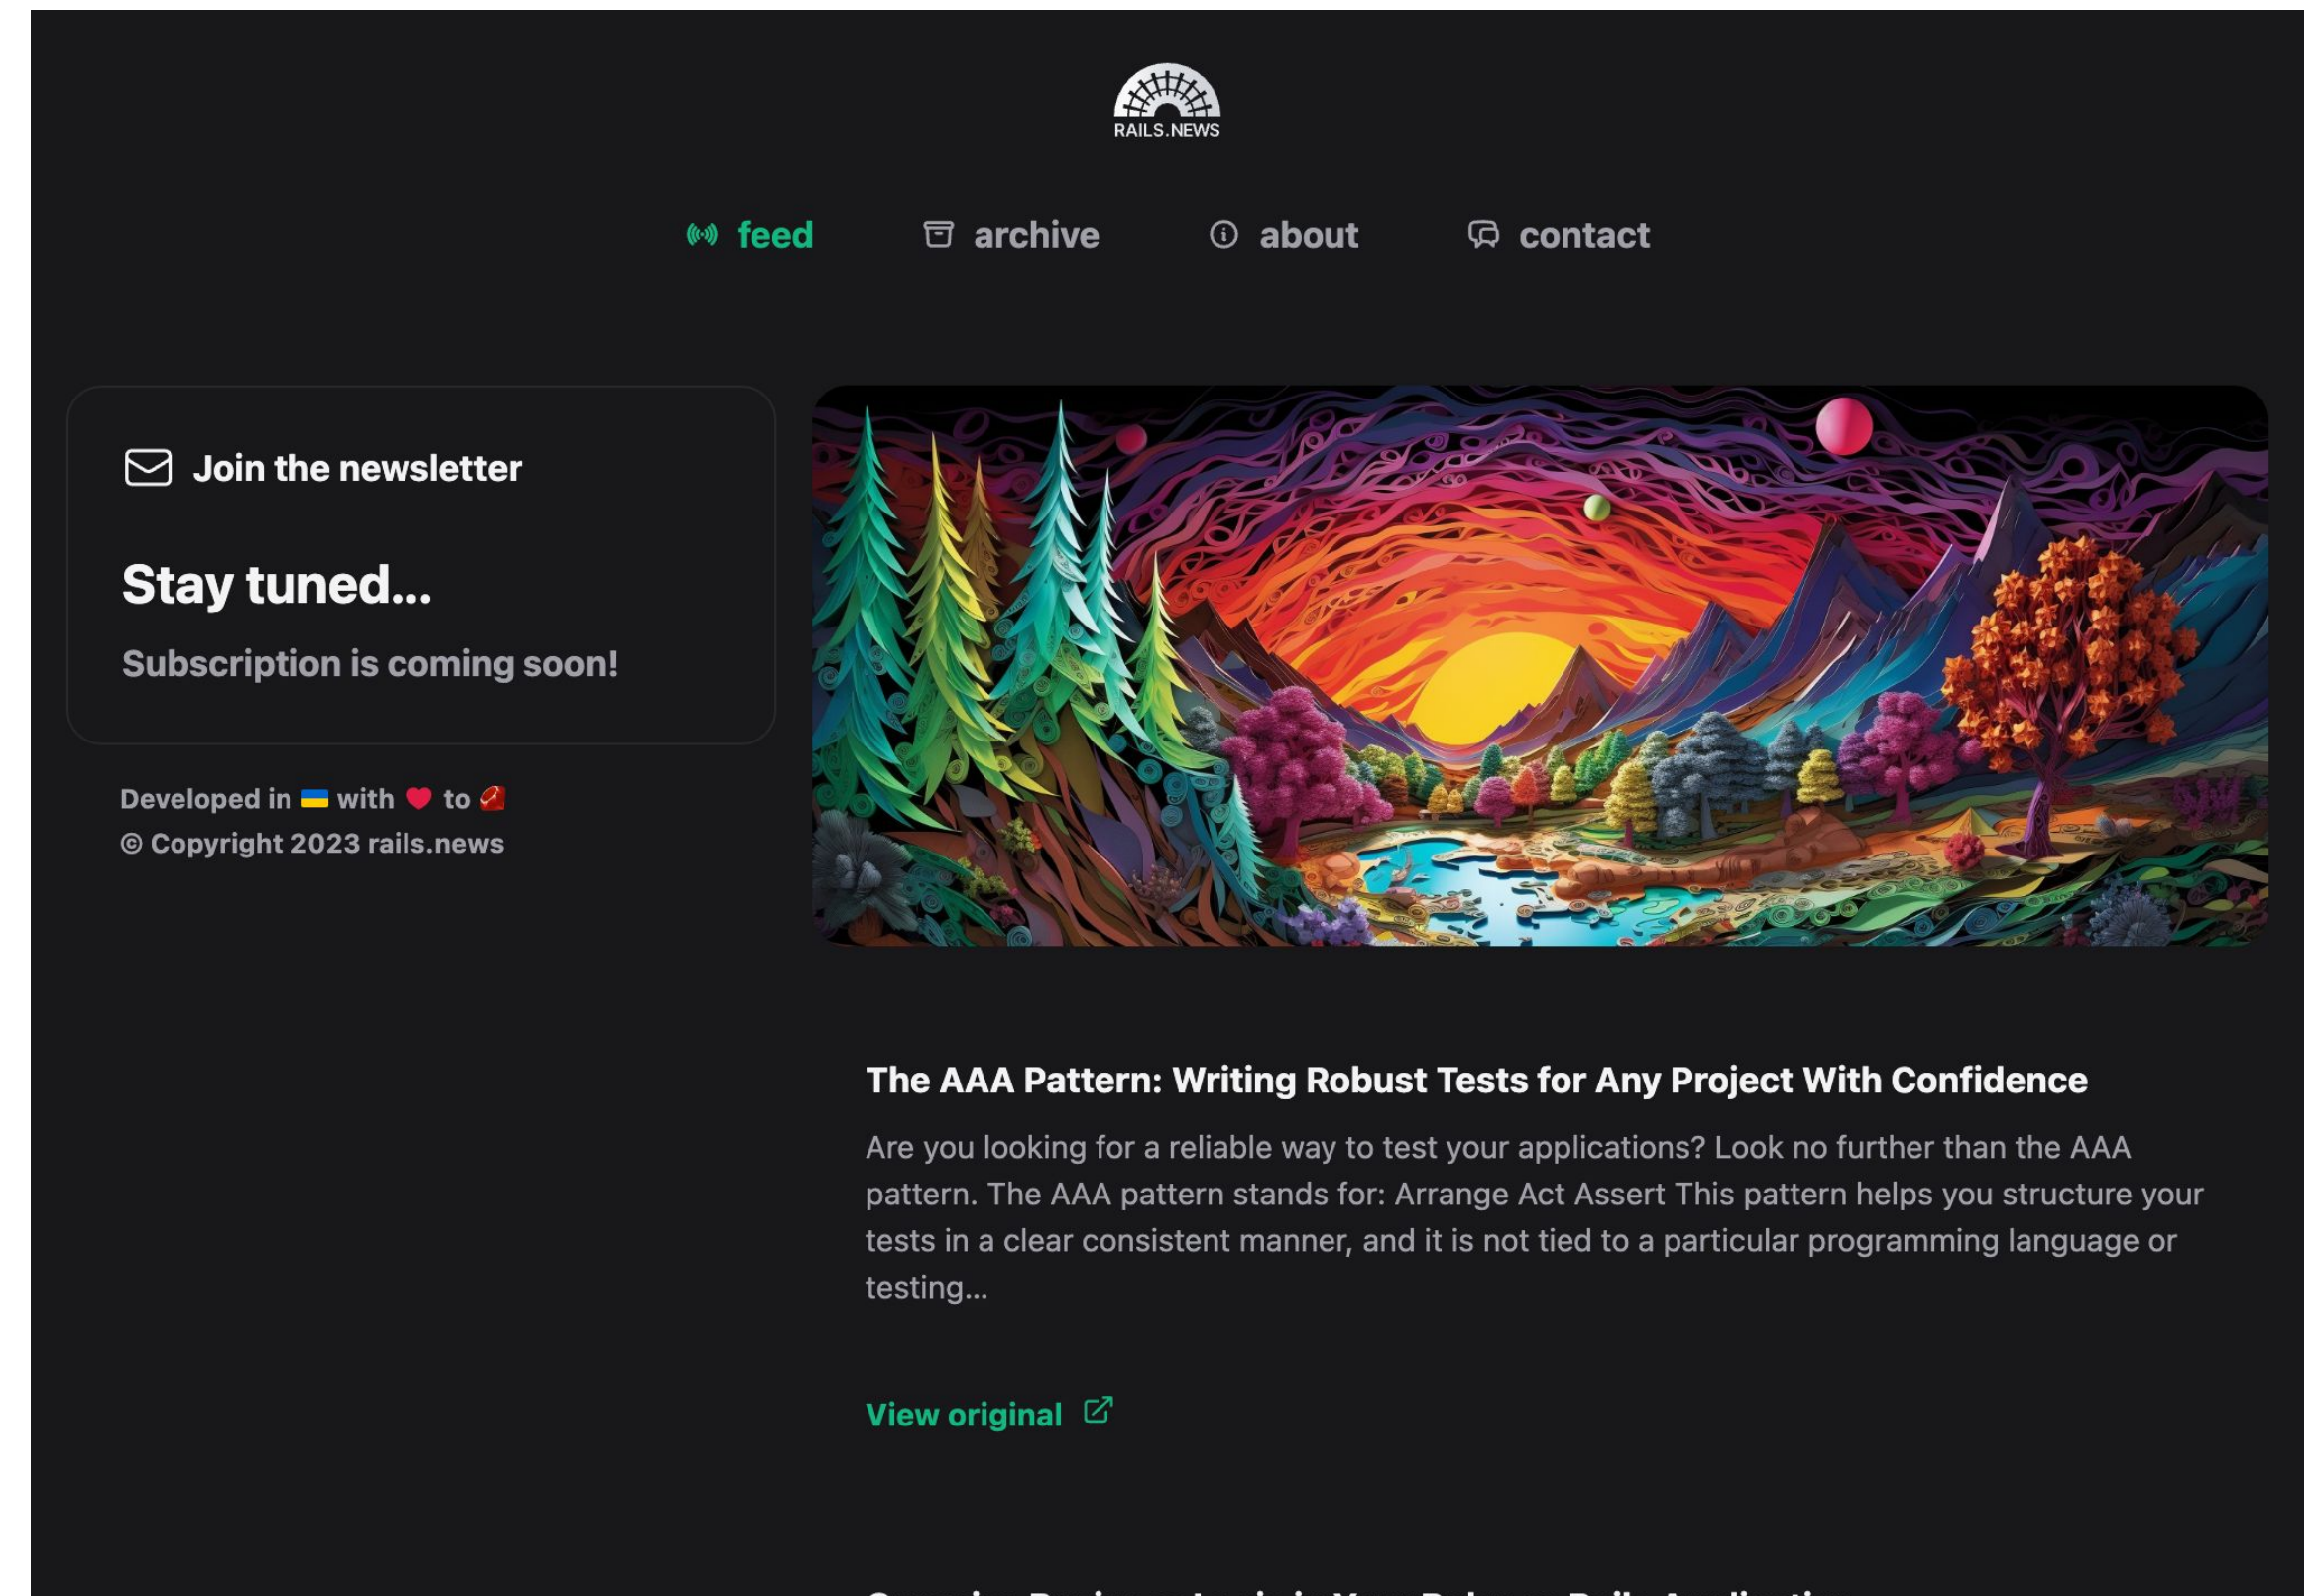 RAILS.NEWS
feed
archive
about
contact
Join the newsletter
Stay tuned...
Subscription is coming soon!
Developed in 🇺🇦 with ❤️ to
© Copyright 2023 rails.news
The AAA Pattern: Writing Robust Tests for Any Project With Confidence
Are you looking for a reliable way to test your applications? Look no further than the AAA
pattern. The AAA pattern stands for: Arrange Act Assert This pattern helps you structure your
tests in a clear consistent manner, and it is not tied to a particular programming language or
testing...
View original